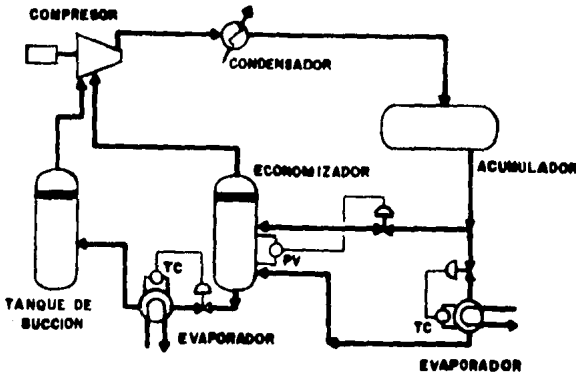 COMPRESOR
CONDENSADOR
ECONOMIZADOR
ACUMULADOR
PV
TC
TC
TANQUE DE
SUCCION
EVAPORADOR
EVAPORADOR